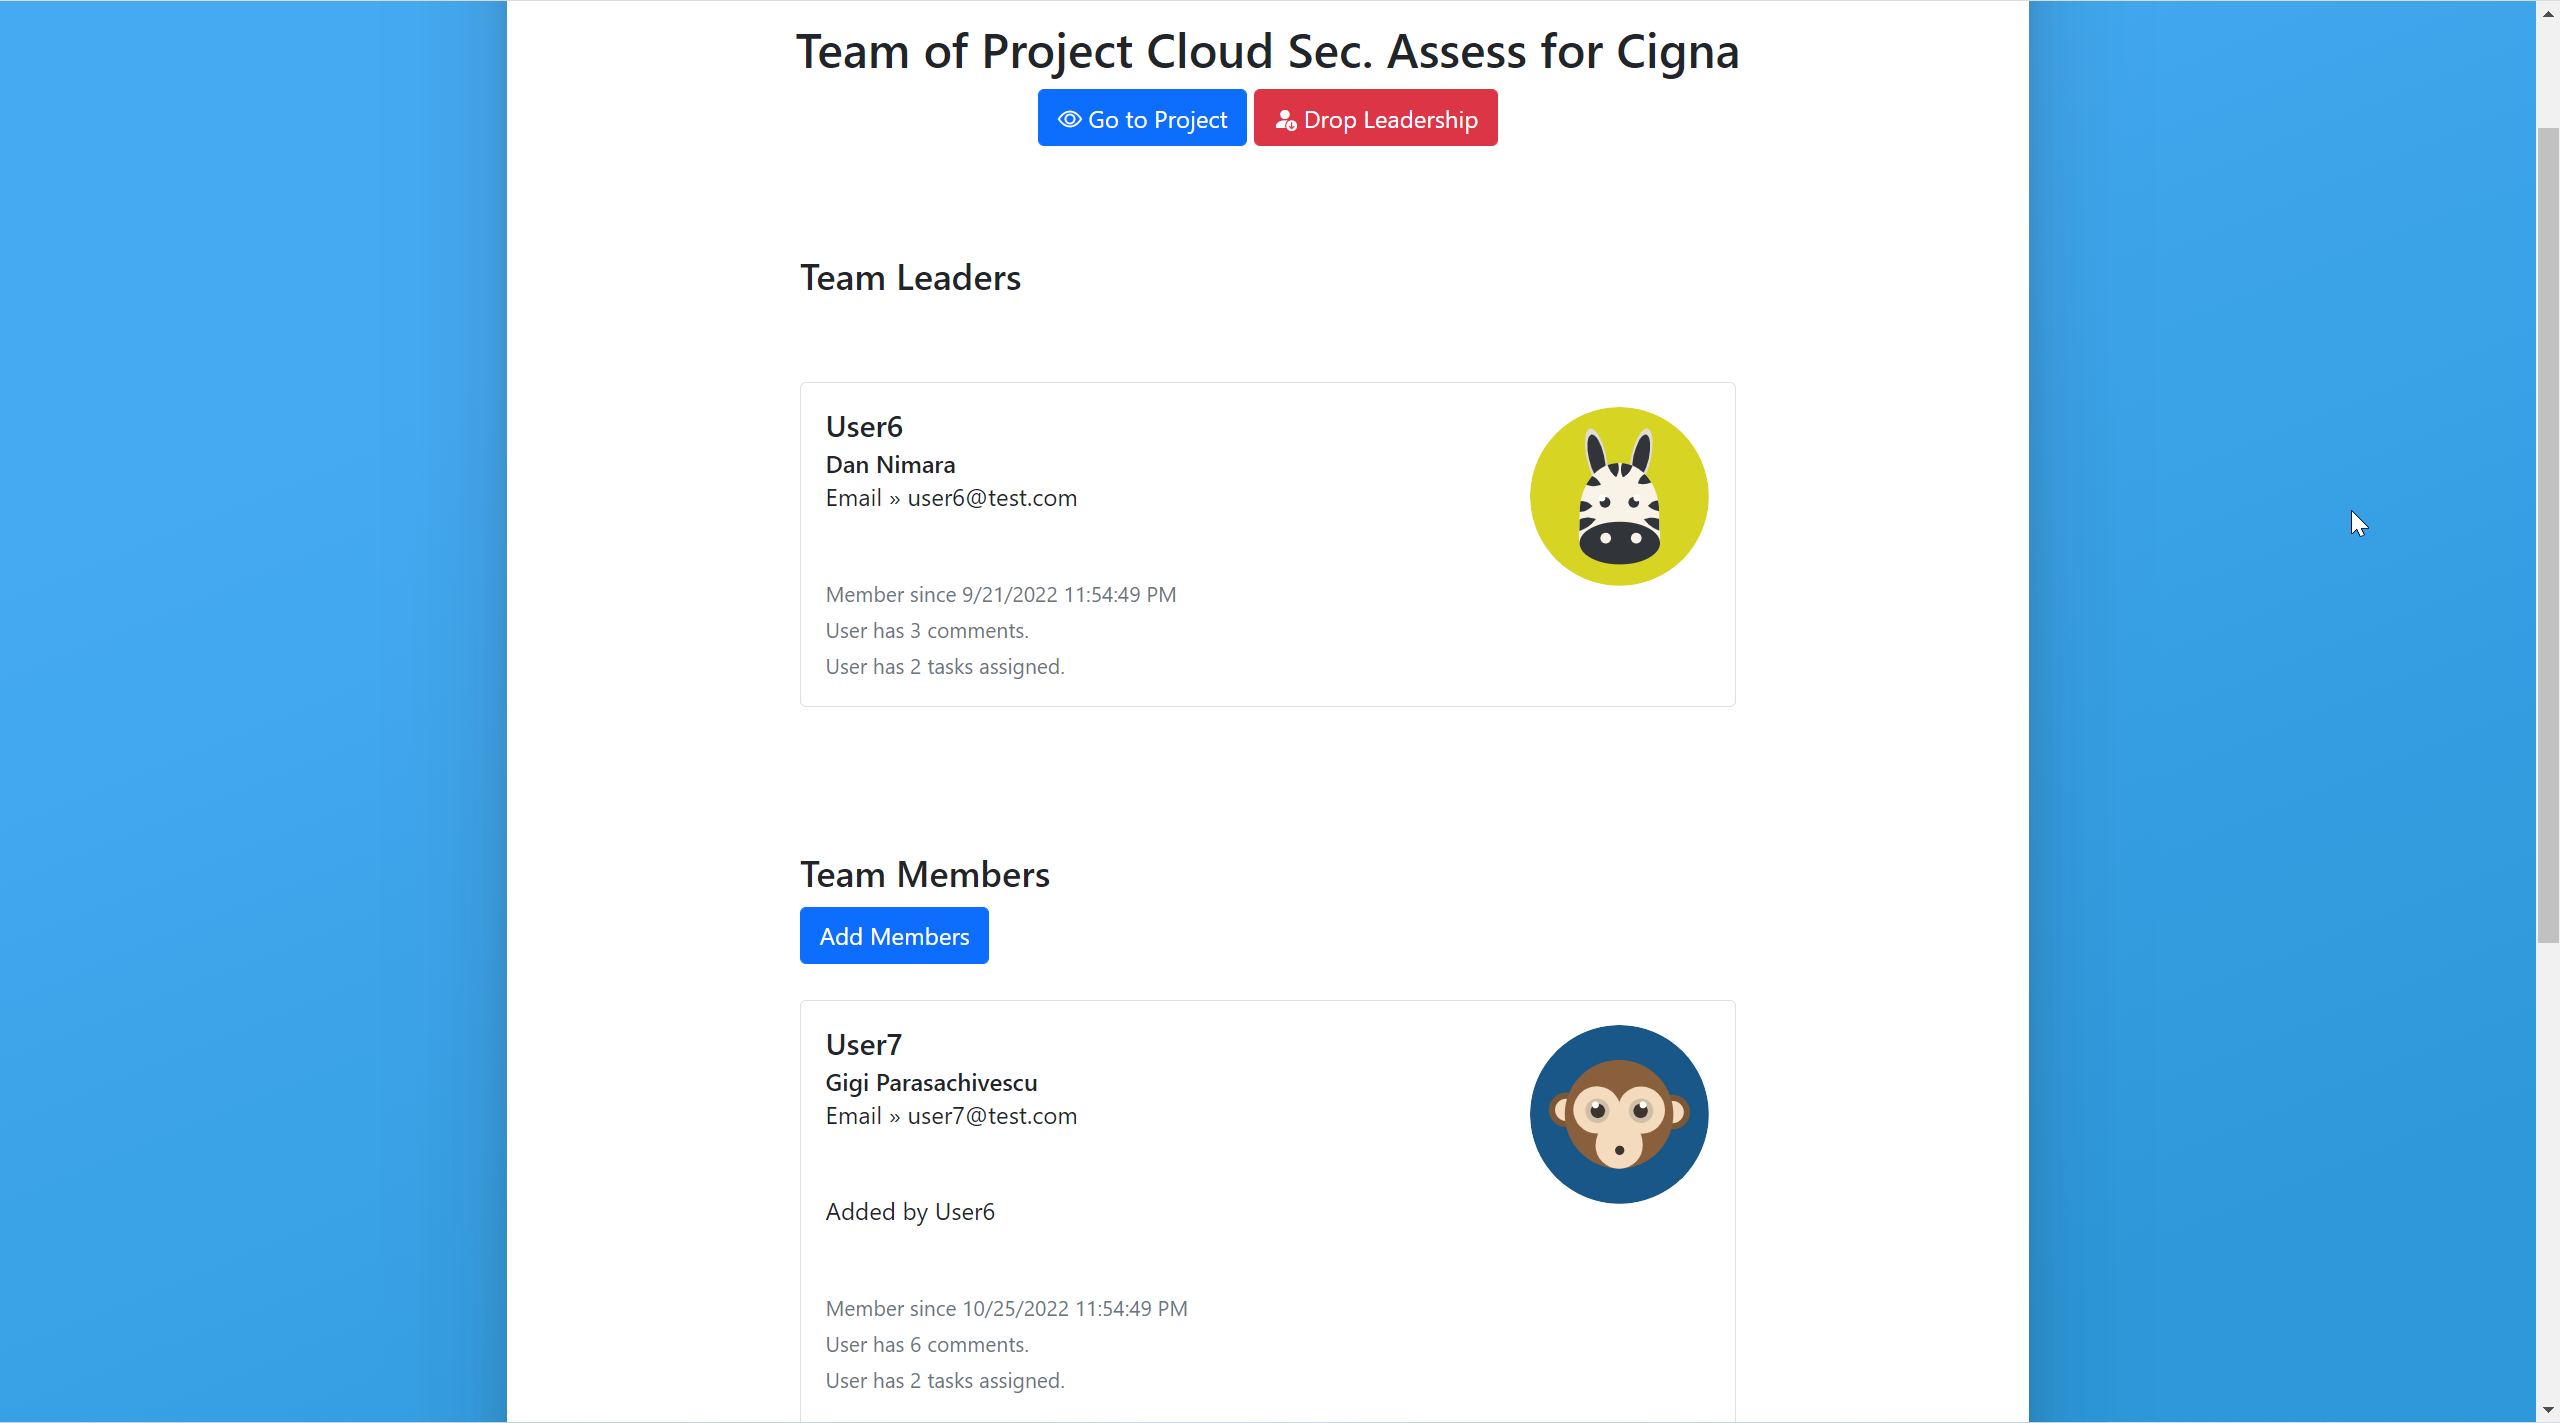 Team of Project Cloud Sec. Assess for Cigna
Go to Project
Drop Leadership
Team Leaders
User6
Dan Nimara
Email » user6@test.com
Member since 9/21/2022 11:54:49 PM
User has 3 comments.
User has 2 tasks assigned.
Team Members
Add Members
User7
Gigi Parasachivescu
Email » user7@test.com
Added by User6
Member since 10/25/2022 11:54:49 PM
User has 6 comments.
User has 2 tasks assigned.